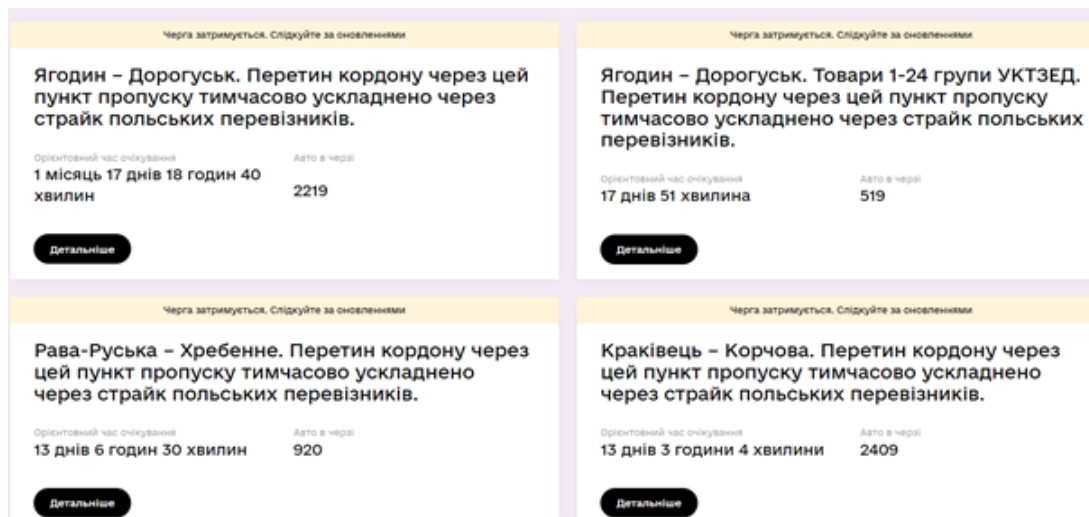 Черга затримується. Слідкуйте за оновленнями
Ягодин – Дорогуськ. Перетин кордону через цей
пункт пропуску тимчасово ускладнено через
страйк польських перевізників.
Орієнтовний час очікування
Авто в черзі
1 місяць 17 днів 18 годин 40
хвилин
2219
Детальніше
Черга затримується. Слідкуйте за оновленнями
Ягодин – Дорогуськ. Товари 1-24 групи УКТЗЕД.
Перетин кордону через цей пункт пропуску
тимчасово ускладнено через страйк польських
перевізників.
Орієнтовний час очікування
Авто в черзі
17 днів 51 хвилина
519
Детальніше
Черга затримується. Слідкуйте за оновленнями
Рава-Руська – Хребенне. Перетин кордону через
цей пункт пропуску тимчасово ускладнено
через страйк польських перевізників.
Орієнтовний час очікування
Авто в черзі
13 днів 6 годин 30 хвилин
920
Детальніше
Черга затримується. Слідкуйте за оновленнями
Краківець – Корчова. Перетин кордону через
цей пункт пропуску тимчасово ускладнено
через страйк польських перевізників.
Орієнтовний час очікування
Авто в черзі
13 днів 3 години 4 хвилини
2409
Детальніше